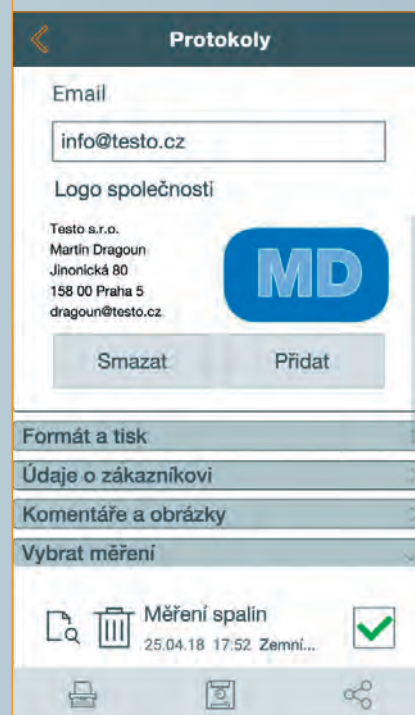 Protokoly
Email
info@testo.cz
Logo společnosti
Testo s.r.o.
Martin Dragoun
Jinonická 80
158 00 Praha 5
dragoun@testo.cz
MD
Smazat Přidat
Formát a tisk
Údaje o zákazníkovi
Komentáře a obrázky
Vybrat měření
Měření spalin
25.04.18 17:52 Zemní...